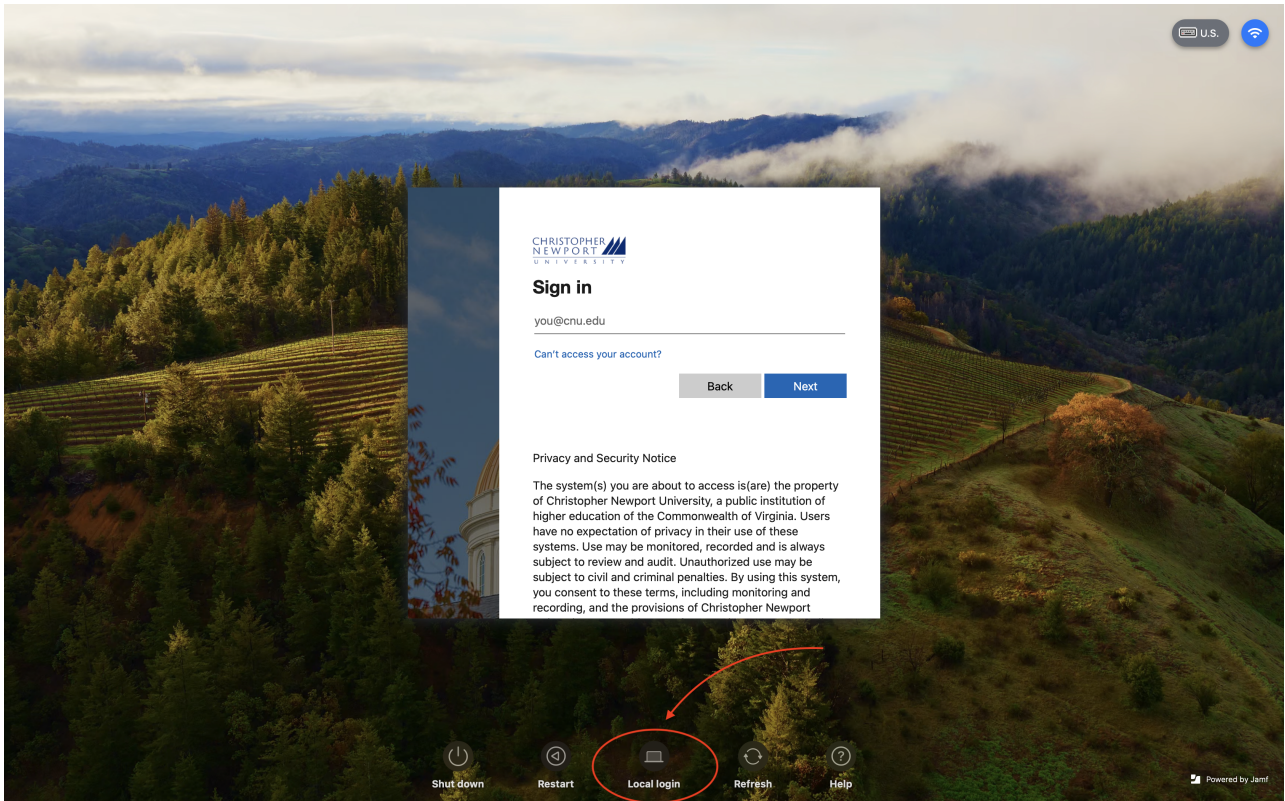 U.S.
CHRISTOPHER
NEWPORT
UNIVERSITY
Sign in
you@cnu.edu
Can't access your account?
Back
Next
Privacy and Security Notice
The system(s) you are about to access is(are) the property
of Christopher Newport University, a public institution of
higher education of the Commonwealth of Virginia. Users
have no expectation of privacy in their use of these
systems. Use may be monitored, recorded and is always
subject to review and audit. Unauthorized use may be
subject to civil and criminal penalties. By using this system,
you consent to these terms, including monitoring and
recording, and the provisions of Christopher Newport
Shut down
Restart
Local login
Refresh
Help
Powered by Jamf